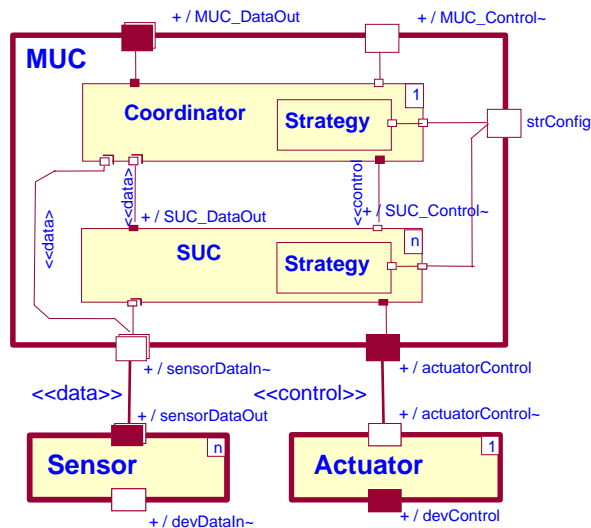 + / MUC_DataOut
+ / MUC_Control~
MUC
1
Coordinator
Strategy
strConfig
<<data>
<<data>
<<control
+ / SUC_DataOut
+ / SUC_Control~
n
SUC
Strategy
+ / sensorDataIn~
+ / actuatorControl
<<data>>
<<control>>
+ / sensorDataOut
+ / actuatorControl~
n
1
Sensor
Actuator
+ / devDataIn~
+ / devControl